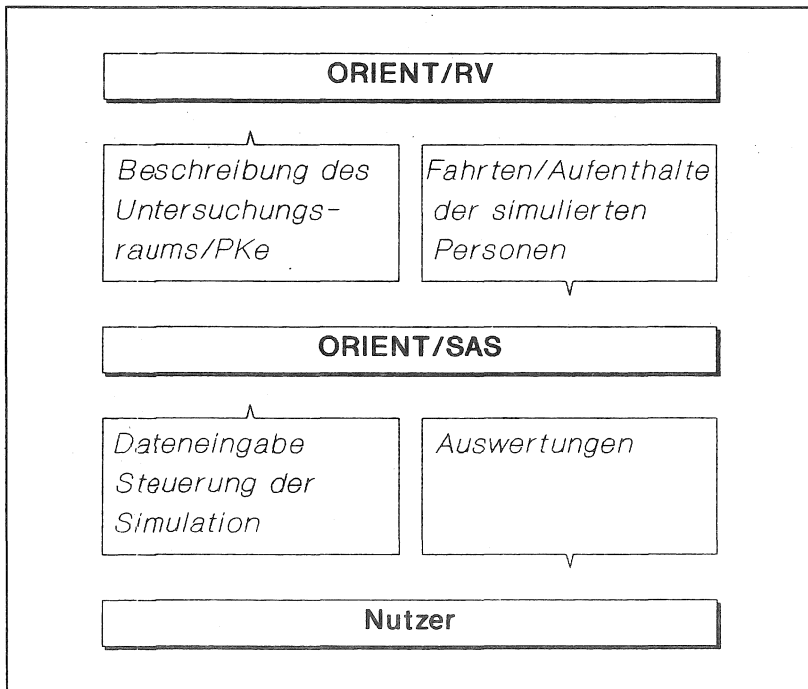 ORIENT/RV
Beschreibung des
Untersuchungs-
raums/PKe
Fahrten/Aufenthalte
der simulierten
Personen
ORIENT/SAS
Dateneingabe
Steuerung der
Simulation
Auswertungen
Nutzer